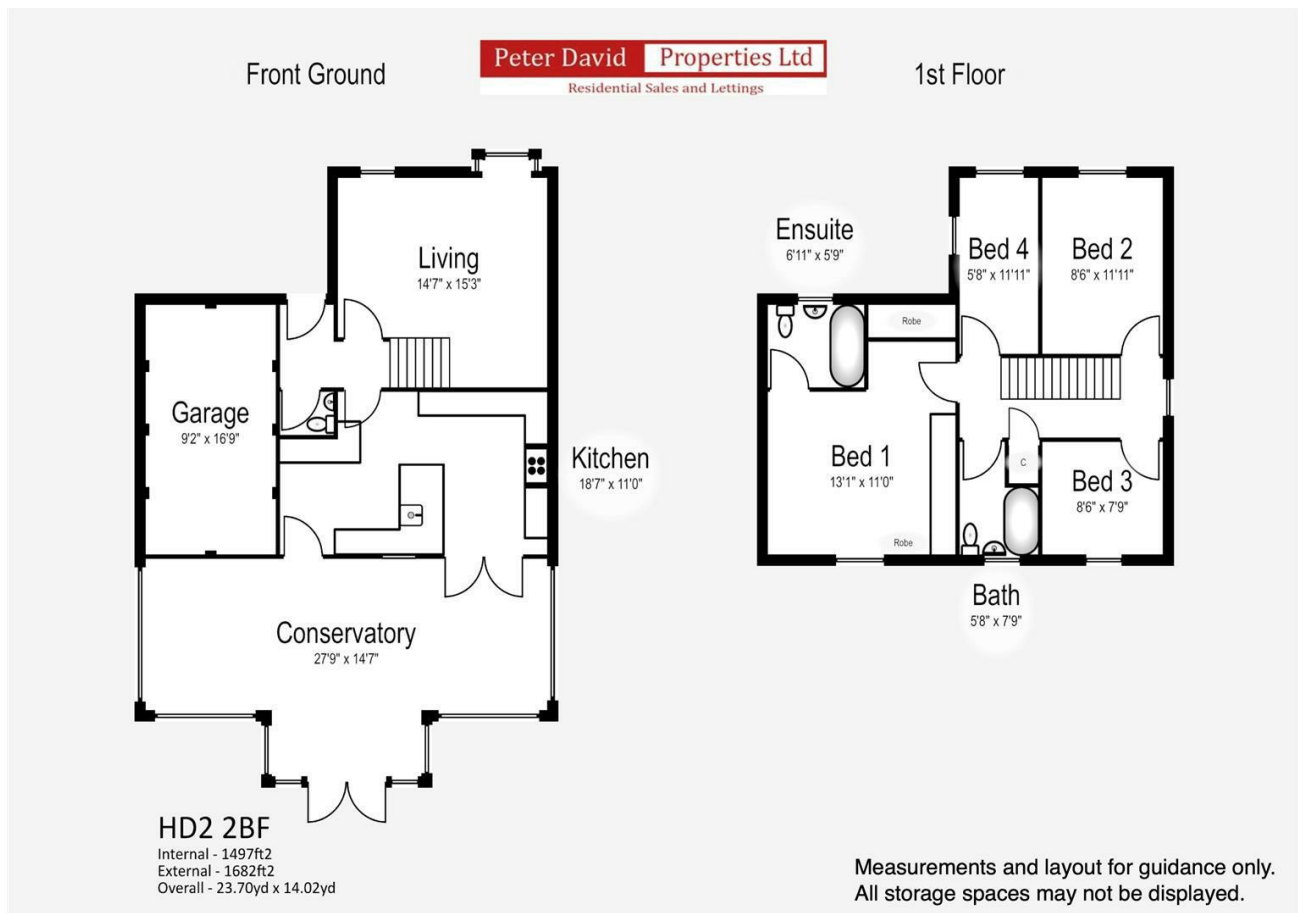 Front Ground
Peter David Properties Ltd
Residential Sales and Lettings
1st Floor
Living
14'7" x 15'3"
Garage
9'2" x 16'9"
Kitchen
18'7" x 11'0"
Conservatory
27'9" x 14'7"
Ensuite
6'11" x 5'9"
Bed 4
5'8" x 11'11"
Bed 2
8'6" x 11'11"
Robe
Bed 1
13'1" x 11'0"
C
Bed 3
8'6" x 7'9"
Robe
Bath
5'8" x 7'9"
HD2 2BF
Internal - 1497ft2
External - 1682ft2
Overall - 23.70yd x 14.02yd
Measurements and layout for guidance only.
All storage spaces may not be displayed.